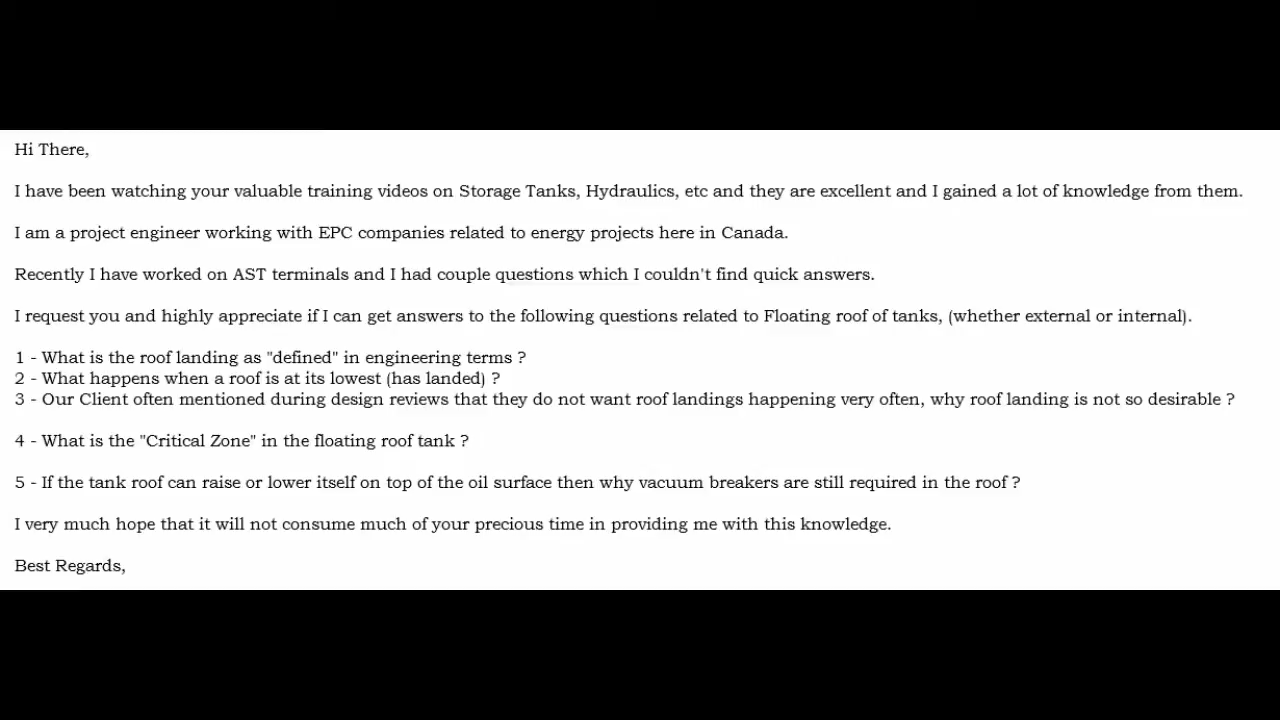 Hi There,
I have been watching your valuable training videos on Storage Tanks, Hydraulics, etc and they are excellent and I gained a lot of knowledge from them.
I am a project engineer working with EPC companies related to energy projects here in Canada.
Recently I have worked on AST terminals and I had couple questions which I couldn't find quick answers.
I request you and highly appreciate if I can get answers to the following questions related to Floating roof of tanks, (whether external or internal).
1 - What is the roof landing as "defined" in engineering terms ?
2 - What happens when a roof is at its lowest (has landed) ?
3 - Our Client often mentioned during design reviews that they do not want roof landings happening very often, why roof landing is not so desirable ?
4 - What is the "Critical Zone" in the floating roof tank ?
5 - If the tank roof can raise or lower itself on top of the oil surface then why vacuum breakers are still required in the roof ?
I very much hope that it will not consume much of your precious time in providing me with this knowledge.
Best Regards,